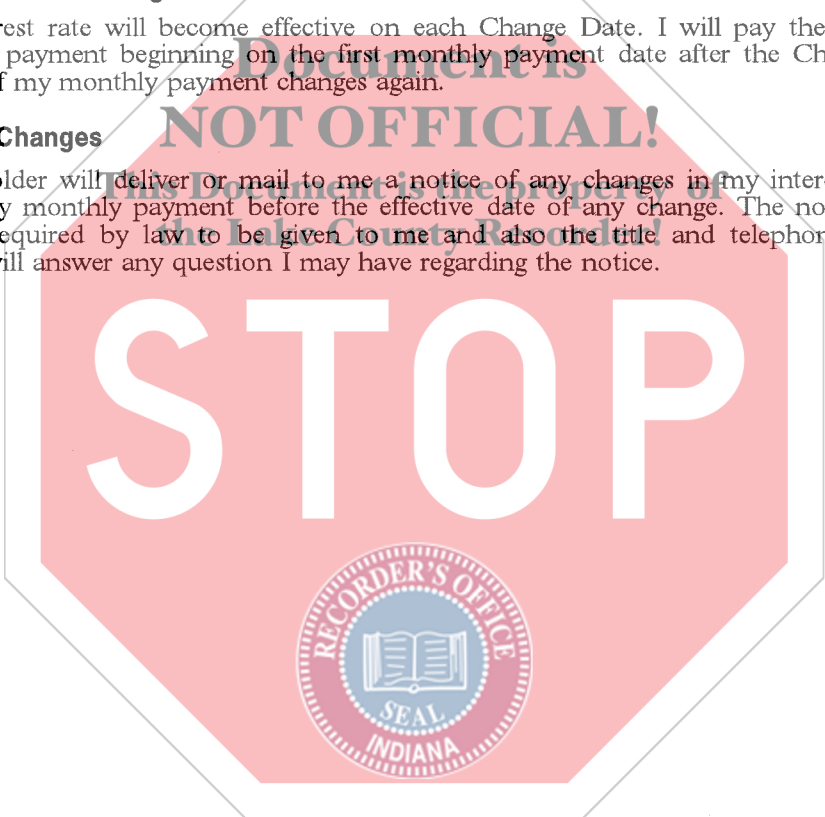 rest rate will become effective on each Change Date. I will pay the
payment beginning on the first monthly payment date after the Ch
f my monthly payment changes again.
Document is
NOT OFFICIAL!
Changes
This Document is the property of
the Lake County Recorder!
older will deliver or mail to me a notice of any changes in my inter-
y monthly payment before the effective date of any change. The no
equired by law to be given to me and also the title and telephon
ill answer any question I may have regarding the notice.
STOP
RECORDER'S OFFICE
SEAL
INDIANA